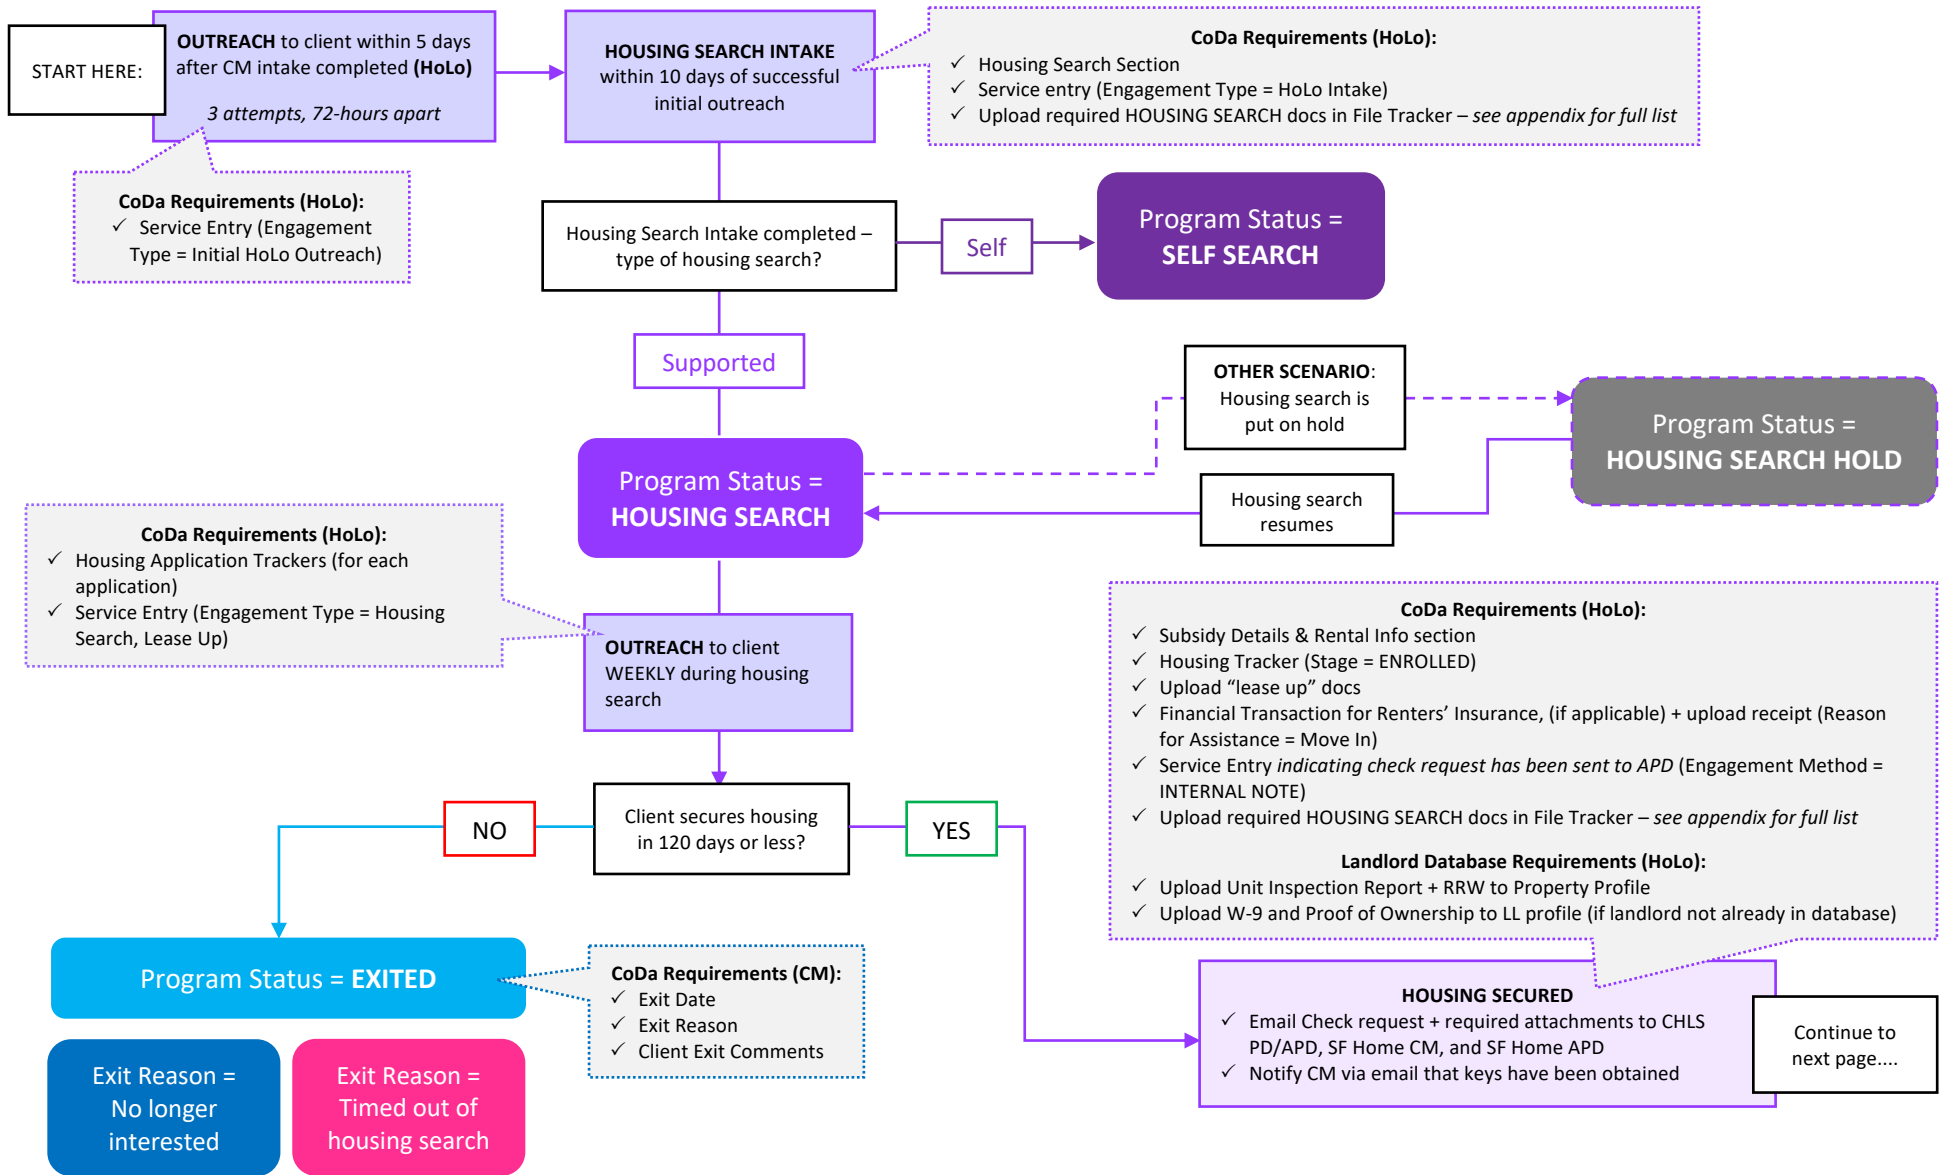 START HERE:
OUTREACH to client within 5 days
after CM intake completed (HoLo)
3 attempts, 72-hours apart
HOUSING SEARCH INTAKE
within 10 days of successful
initial outreach
CoDa Requirements (HoLo):
✓ Housing Search Section
✓ Service entry (Engagement Type = HoLo Intake)
✓ Upload required HOUSING SEARCH docs in File Tracker – see appendix for full list
CoDa Requirements (HoLo):
✓ Service Entry (Engagement
Type = Initial HoLo Outreach)
Housing Search Intake completed –
type of housing search?
Self
Program Status =
SELF SEARCH
Supported
OTHER SCENARIO:
Housing search is
put on hold
Program Status =
HOUSING SEARCH HOLD
Program Status =
HOUSING SEARCH
Housing search
resumes
CoDa Requirements (HoLo):
✓ Housing Application Trackers (for each
application)
✓ Service Entry (Engagement Type = Housing
Search, Lease Up)
OUTREACH to client
WEEKLY during housing
search
CoDa Requirements (HoLo):
✓ Subsidy Details & Rental Info section
✓ Housing Tracker (Stage = ENROLLED)
✓ Upload “lease up” docs
✓ Financial Transaction for Renters’ Insurance, (if applicable) + upload receipt (Reason
for Assistance = Move In)
✓ Service Entry indicating check request has been sent to APD (Engagement Method =
INTERNAL NOTE)
✓ Upload required HOUSING SEARCH docs in File Tracker – see appendix for full list
Landlord Database Requirements (HoLo):
✓ Upload Unit Inspection Report + RRW to Property Profile
✓ Upload W-9 and Proof of Ownership to LL profile (if landlord not already in database)
NO
Client secures housing
in 120 days or less?
YES
Program Status = EXITED
CoDa Requirements (CM):
✓ Exit Date
✓ Exit Reason
✓ Client Exit Comments
HOUSING SECURED
✓ Email Check request + required attachments to CHLS
PD/APD, SF Home CM, and SF Home APD
✓ Notify CM via email that keys have been obtained
Continue to
next page....
Exit Reason =
No longer
interested
Exit Reason =
Timed out of
housing search